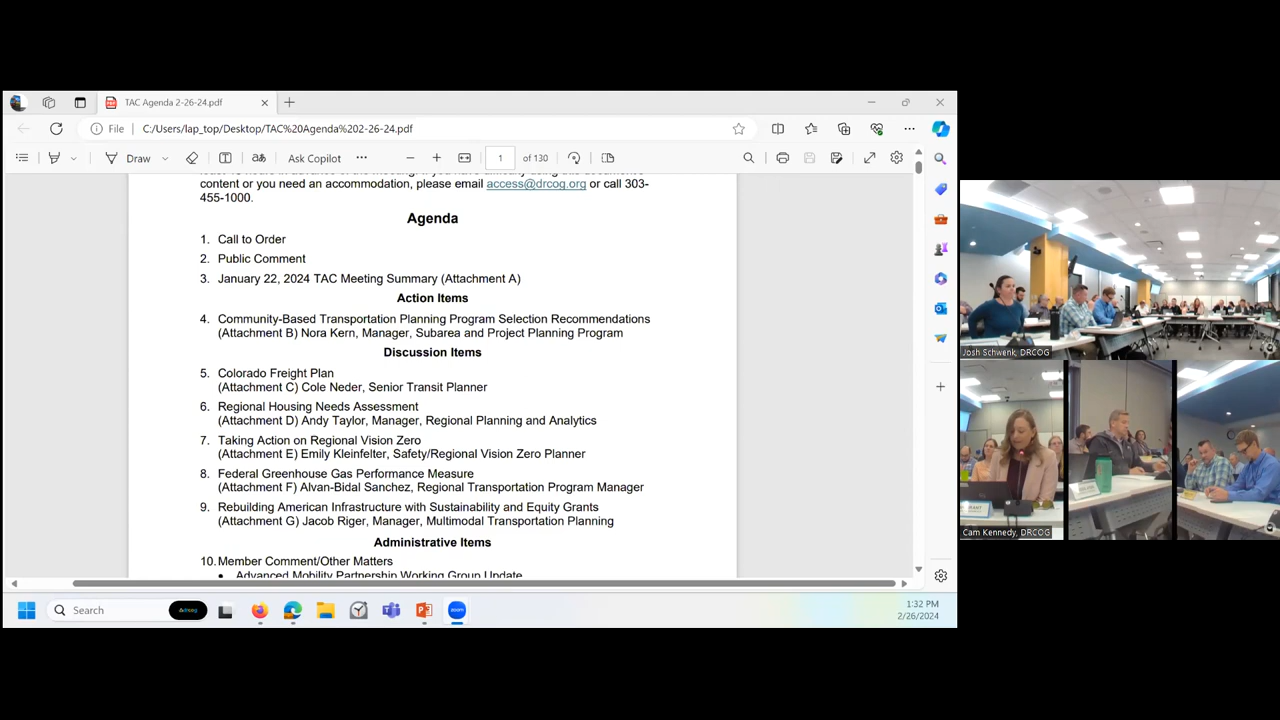 TAC Agenda 2-26-24.pdf
File
C:/Users/lap_top/Desktop/TAC%20Agenda%202-26-24.pdf
Draw
Ask Copilot
1
of 130
content or you need an accommodation, please email access@drcog.org or call 303-
455-1000.
Agenda
1. Call to Order
2. Public Comment
3. January 22, 2024 TAC Meeting Summary (Attachment A)
Action Items
4. Community-Based Transportation Planning Program Selection Recommendations
(Attachment B) Nora Kern, Manager, Subarea and Project Planning Program
Discussion Items
5. Colorado Freight Plan
(Attachment C) Cole Neder, Senior Transit Planner
6. Regional Housing Needs Assessment
(Attachment D) Andy Taylor, Manager, Regional Planning and Analytics
7. Taking Action on Regional Vision Zero
(Attachment E) Emily Kleinfelter, Safety/Regional Vision Zero Planner
8. Federal Greenhouse Gas Performance Measure
(Attachment F) Alvan-Bidal Sanchez, Regional Transportation Program Manager
9. Rebuilding American Infrastructure with Sustainability and Equity Grants
(Attachment G) Jacob Riger, Manager, Multimodal Transportation Planning
Administrative Items
10. Member Comment/Other Matters
• Advanced Mobility Partnership Working Group Update
Search
zoom
1:32 PM
2/26/2024
Josh Schwenk, DRCOG
Cam Kennedy, DRCOG